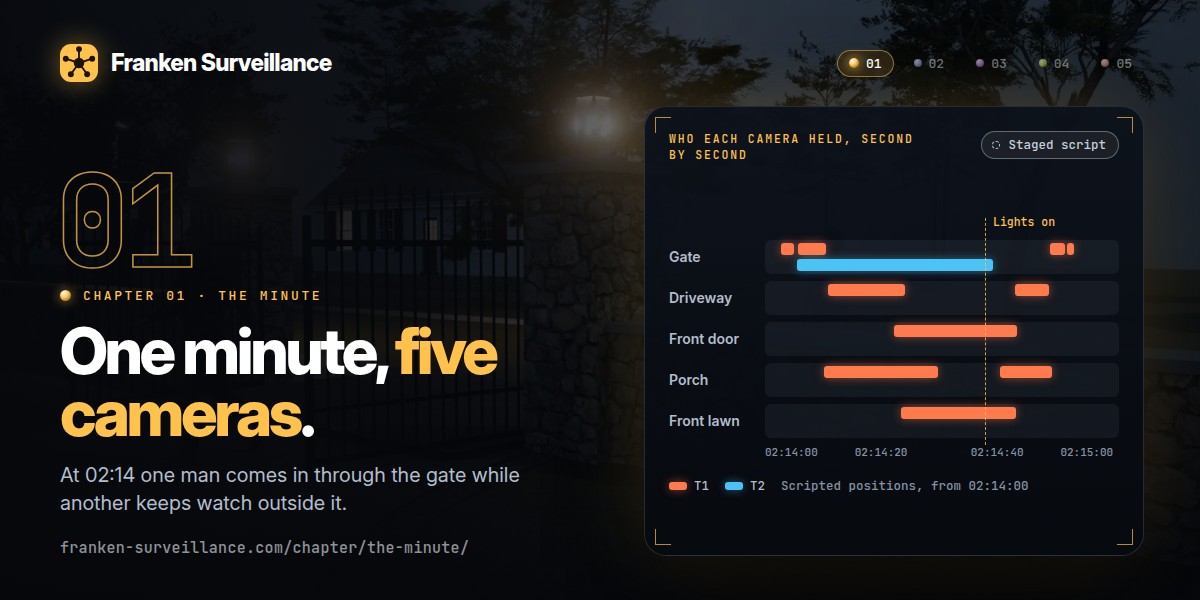 Franken Surveillance
01 02 03 04 05
01
CHAPTER 01 · THE MINUTE
One minute, five
cameras.
At 02:14 one man comes in through the gate while
another keeps watch outside it.
franken-surveillance.com/chapter/the-minute/
WHO EACH CAMERA HELD, SECOND
BY SECOND
Staged script
Lights on
Gate
Driveway
Front door
Porch
Front lawn
02:14:00 02:14:20 02:14:40 02:15:00
T1 T2 Scripted positions, from 02:14:00